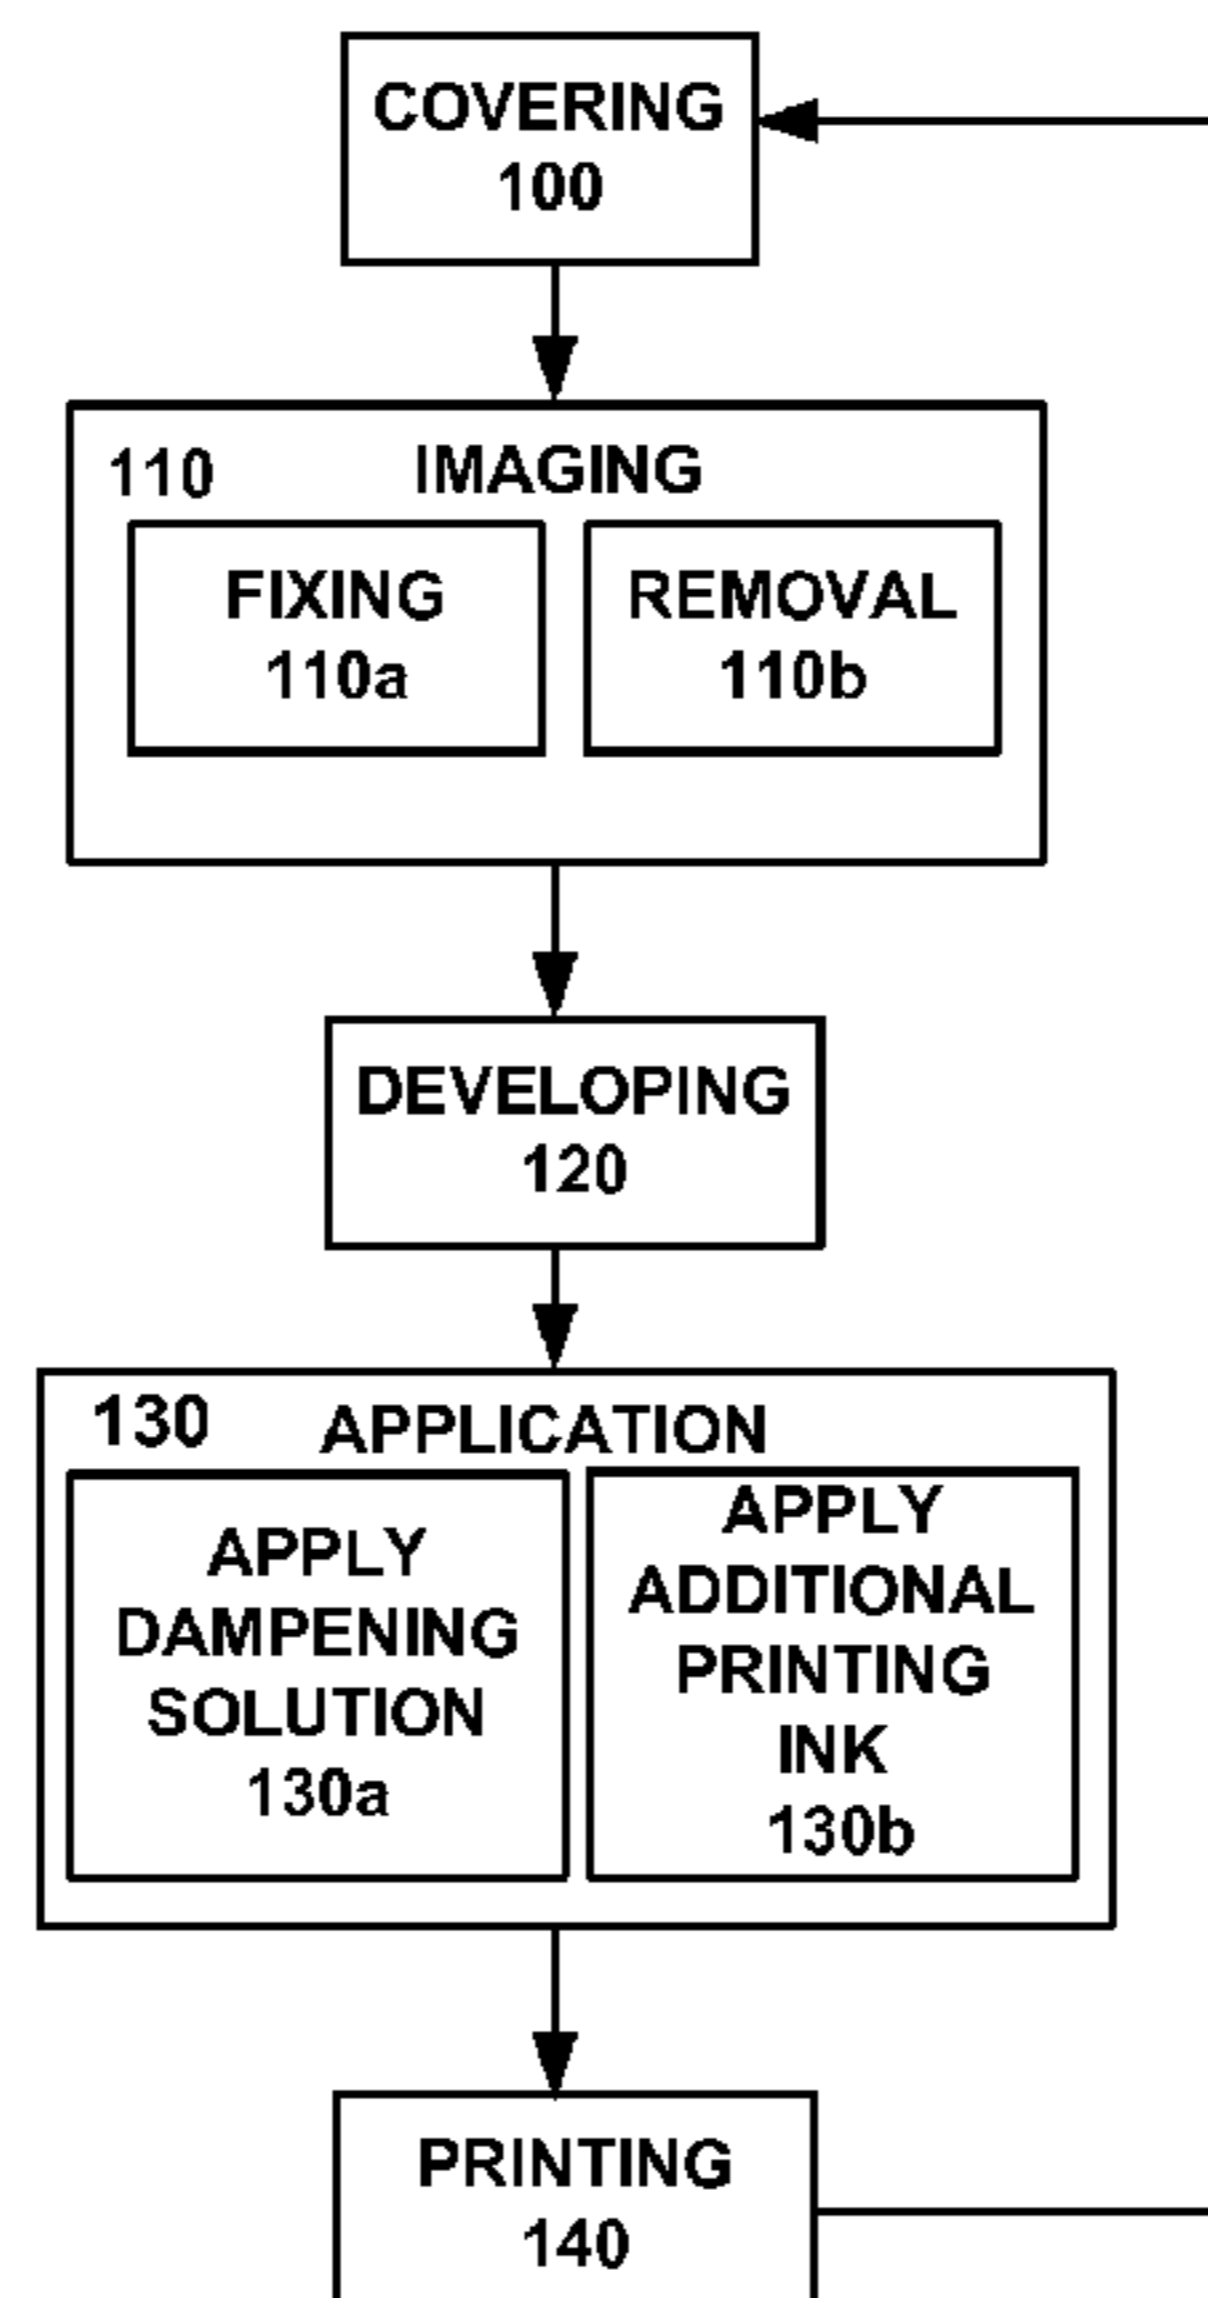 COVERING
100
110
IMAGING
FIXING
110a
REMOVAL
110b
DEVELOPING
120
130
APPLICATION
APPLY
DAMPENING
SOLUTION
130a
APPLY
ADDITIONAL
PRINTING
INK
130b
PRINTING
140